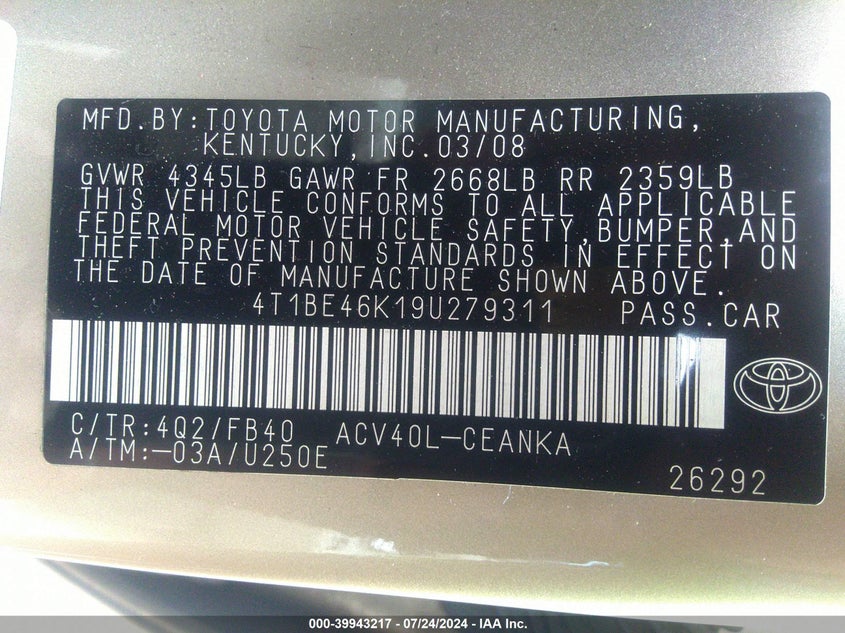 MFD.BY:TOYOTA MOTOR MANUFACTURING,
KENTUCKY,INC.03/08
GVWR 4345LB GAWR FR 2668LB RR 2359LB
THIS VEHICLE CONFORMS TO ALL APPLICABLE
FEDERAL MOTOR VEHICLE SAFETY,BUMPER,AND
THEFT PREVENTION STANDARDS IN EFFECT ON
THE DATE OF MANUFACTURE SHOWN ABOVE.
4T1BE46K19U279311 PASS.CAR
C/TR:4Q2/FB40 ACV40L-CEANKA
A/TM:-03A/U250E
26292
000-39943217 - 07/24/2024 - IAA Inc.